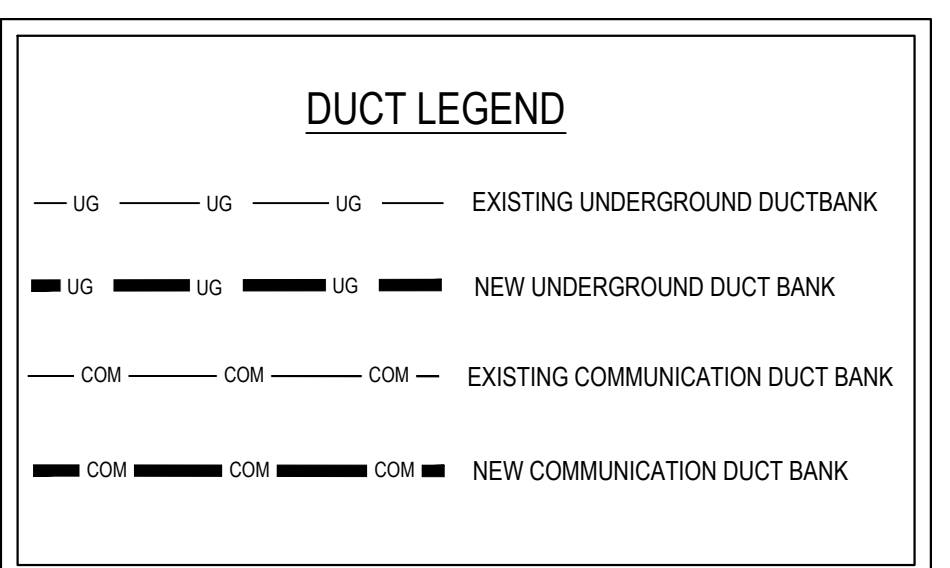 DUCT LEGEND
UG UG UG EXISTING UNDERGROUND DUCTBANK
UG UG UG NEW UNDERGROUND DUCT BANK
COM COM COM EXISTING COMMUNICATION DUCT BANK
COM COM COM NEW COMMUNICATION DUCT BANK